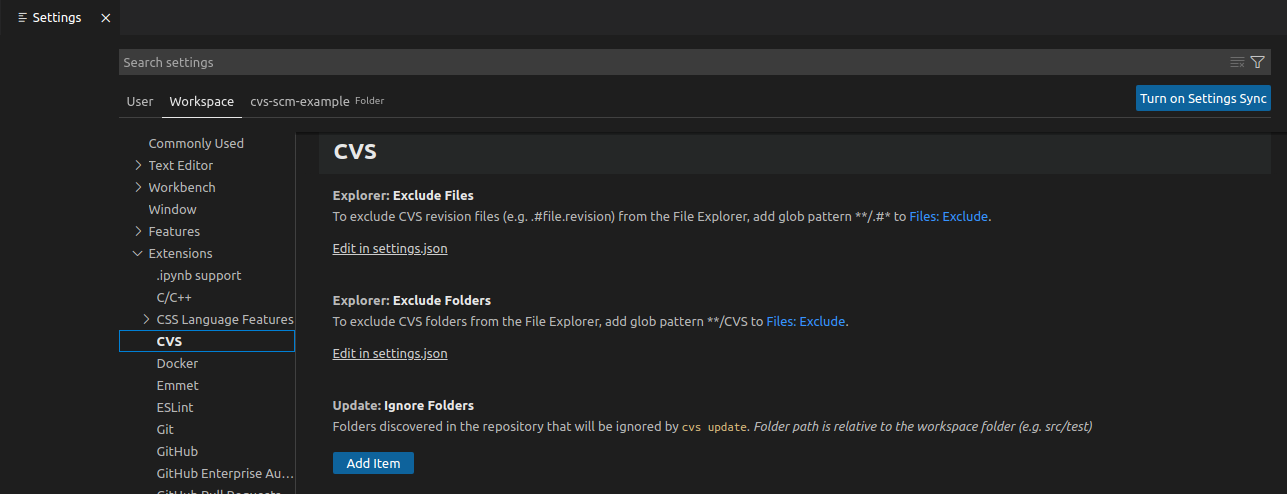 Settings
Search settings
User Workspace cvs-scm-example Folder
Turn on Settings Sync
Commonly Used
Text Editor
Workbench
Window
Features
Extensions
.ipynb support
C/C++
CSS Language Features
CVS
Docker
Emmet
ESLint
Git
GitHub
GitHub Enterprise Au...
GitHub Pull Requests
CVS
Explorer: Exclude Files
To exclude CVS revision files (e.g. .#file.revision) from the File Explorer, add glob pattern **/.#* to Files: Exclude.
Edit in settings.json
Explorer: Exclude Folders
To exclude CVS folders from the File Explorer, add glob pattern **/CVS to Files: Exclude.
Edit in settings.json
Update: Ignore Folders
Folders discovered in the repository that will be ignored by cvs update. Folder path is relative to the workspace folder (e.g. src/test)
Add Item